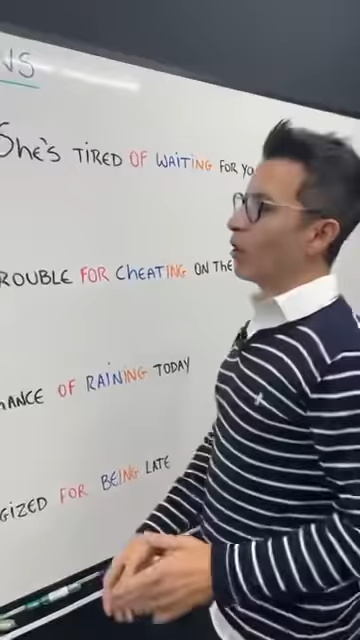 NS
She's TIRED OF WAITING FOR YO
ROUBLE FOR CHEATING ON THE
ANCE OF RAINING TODAY
GIZED FOR BEING LATE